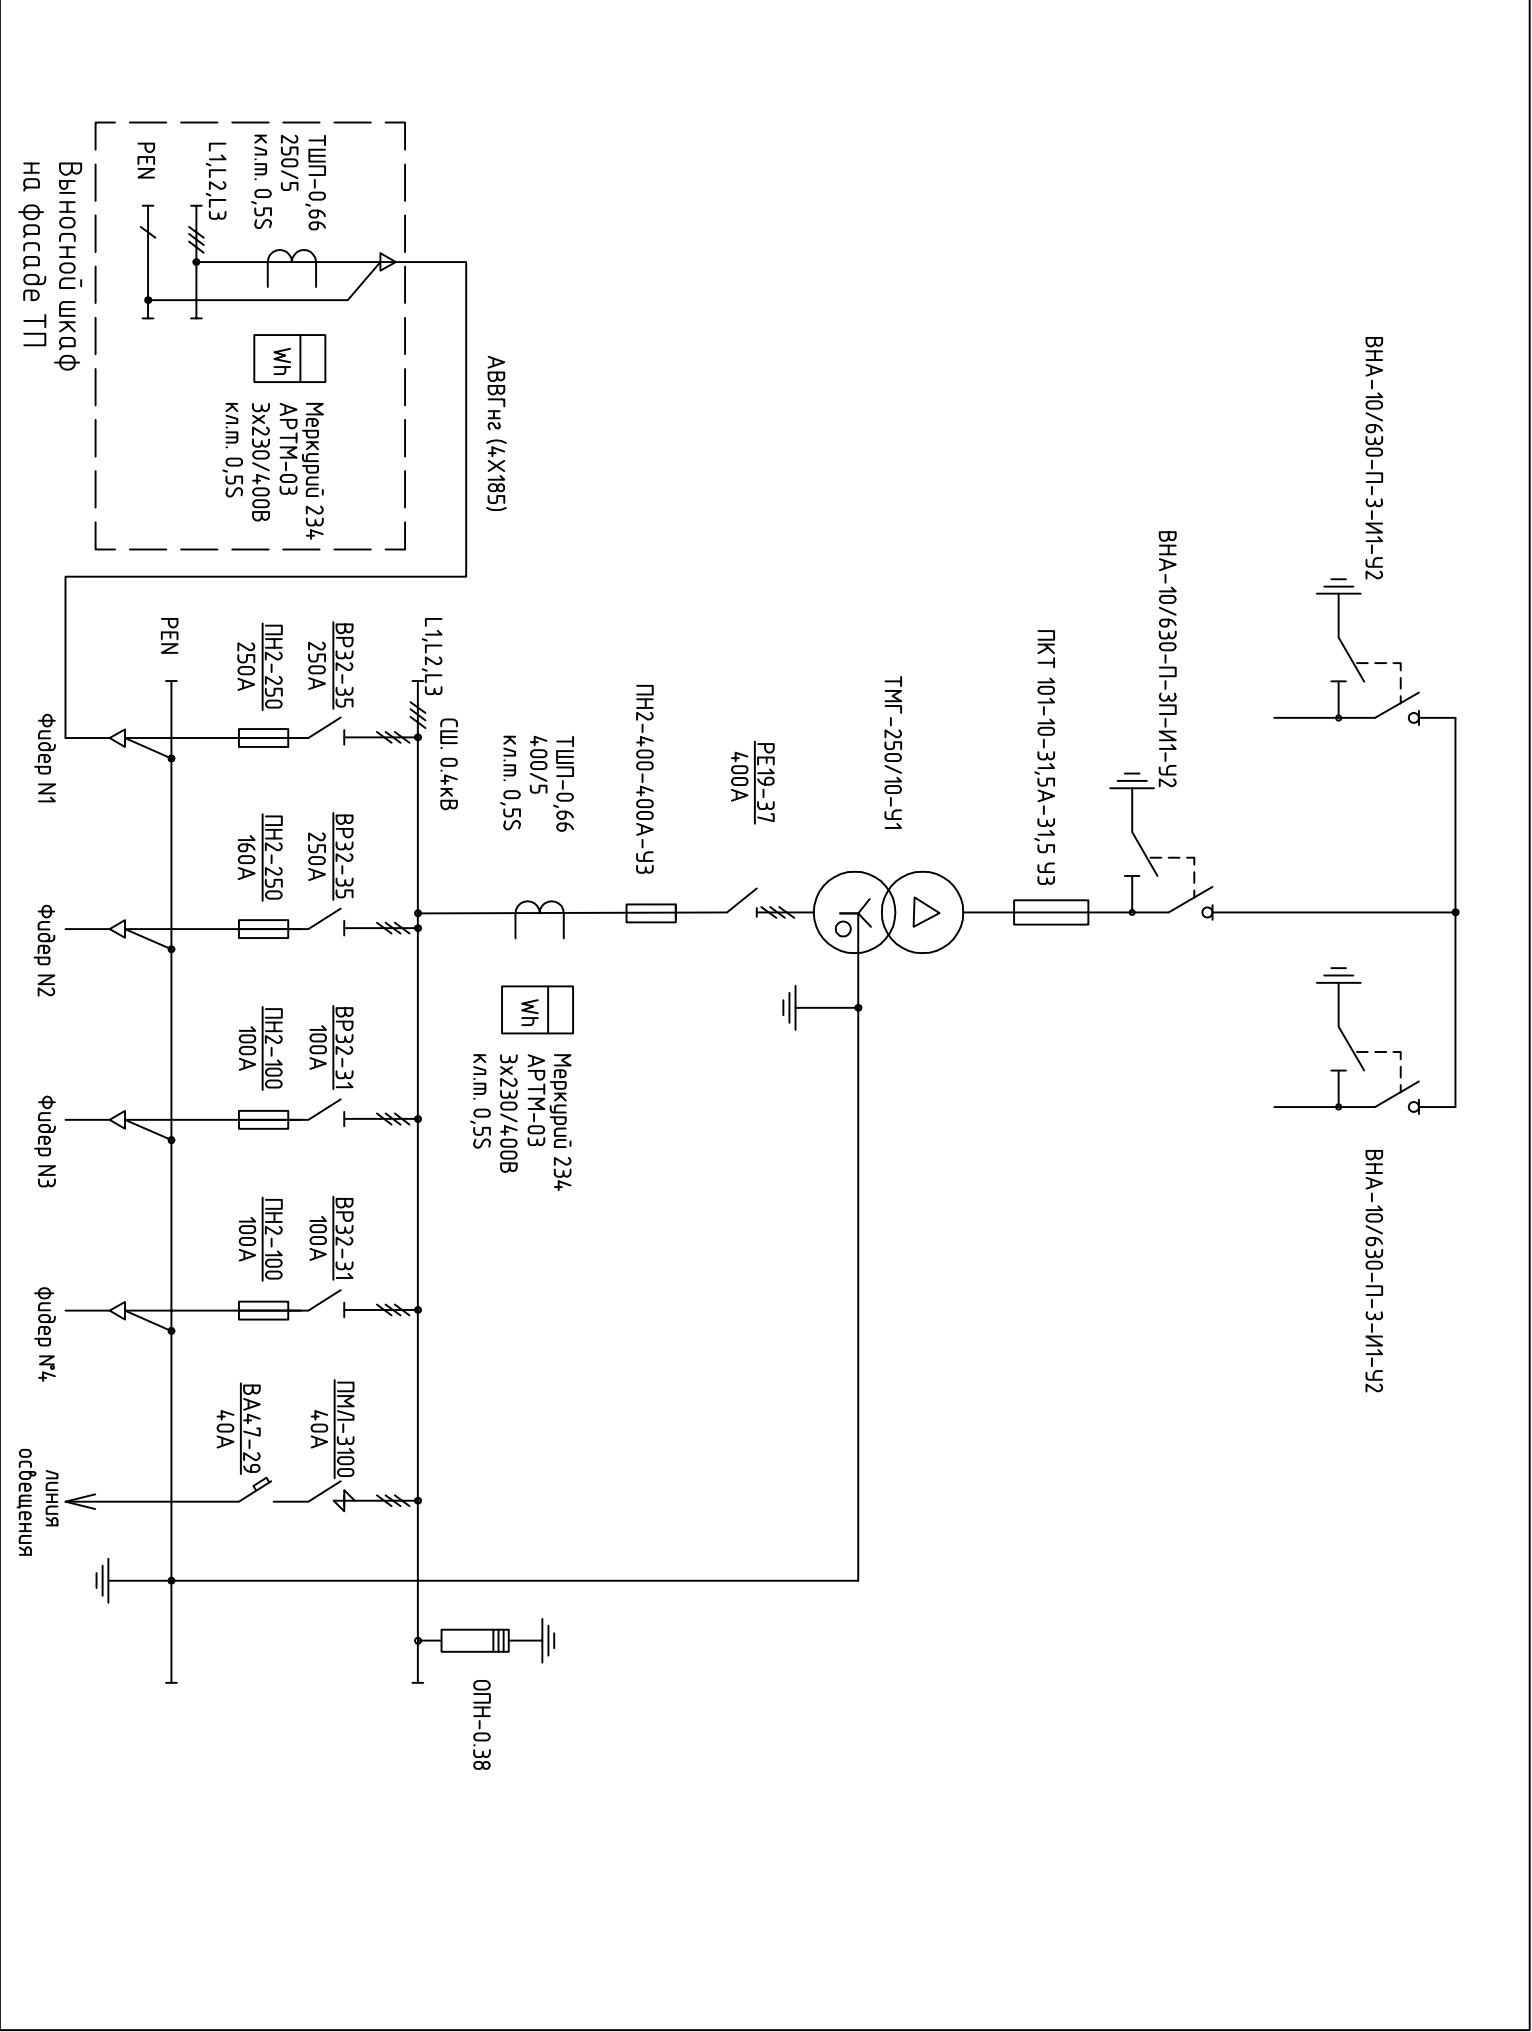 ВНА-10/630-П-З-И1-У2
ВНА-10/630-П-З-И1-У2
ВНА-10/630-П-ЗП-И1-У2
ПКТ 101-10-31,5А-31,5 У3
ТМГ-250/10-У1
РЕ19-37
400А
ПН2-400-400А-У3
ТШП-0,66
400/5
кл.т. 0,5S
Wh
Меркурий 234
АРТМ-03
3х230/400В
кл.т. 0,5S
АВВГнг (4Х185)
ОПН-0.38
L1,L2,L3
СШ. 0.4кВ
ВР32-35
250А
ПН2-250
250А
ВР32-35
250А
ПН2-250
160А
ВР32-31
100А
ПН2-100
100А
ВР32-31
100А
ПН2-100
100А
ПМЛ-3100
40А
ВА47-29
40А
PEN
Фидер N1
Фидер N2
Фидер N3
Фидер №4
линия
освещения
ТШП-0,66
250/5
кл.т. 0,5S
L1,L2,L3
PEN
Wh
Меркурий 234
АРТМ-03
3х230/400В
кл.т. 0,5S
Выносной шкаф
на фасаде ТП